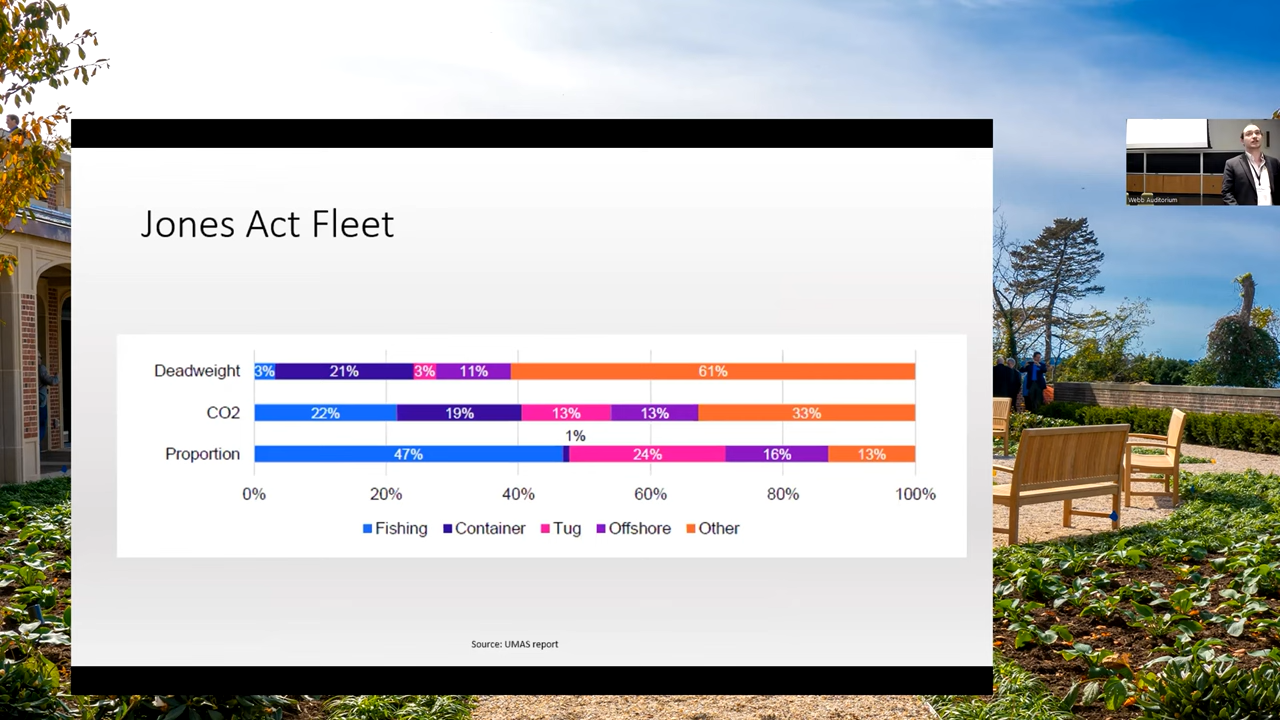 Jones Act Fleet
Deadweight 3% 21% 3% 11% 61%
CO2 22% 19% 13% 13% 33%
1%
Proportion 47% 24% 16% 13%
0% 20% 40% 60% 80% 100%
Fishing Container Tug Offshore Other
Source: UMAS report
Webb Auditorium